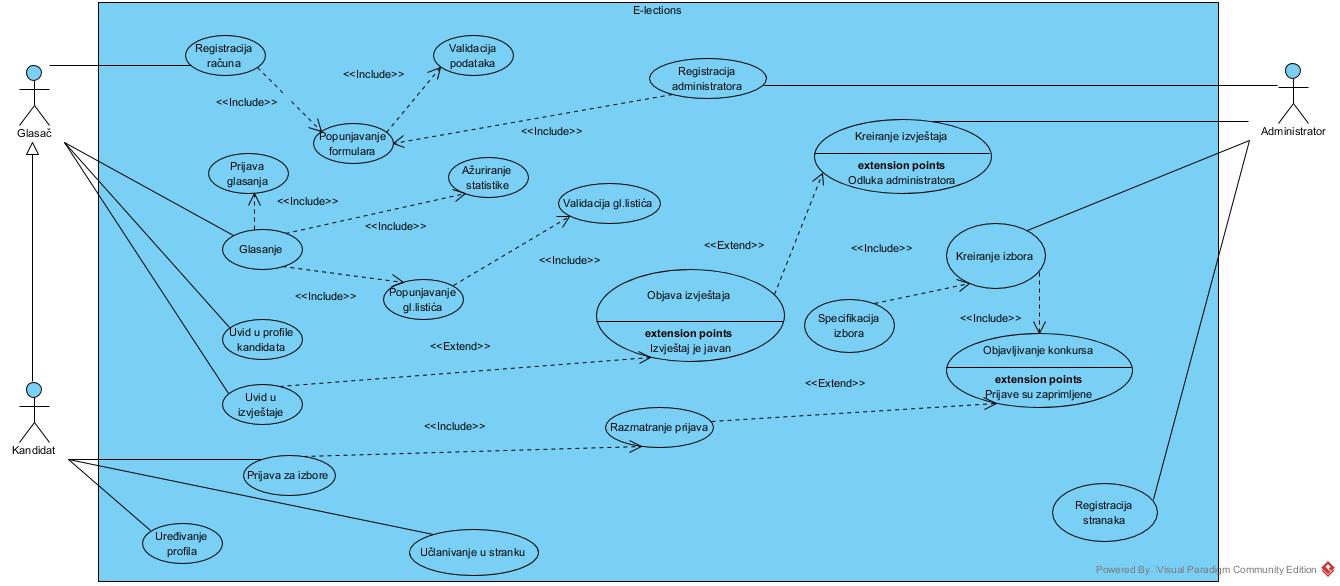 E-lections
Registracija
računa
Validacija
podataka
<<Include>>
<<Include>>
Registracija
administratora
Popunjavanje
formulara
<<Include>>
Glasač
Administrator
Kreiranje izvještaja
extension points
Odluka administratora
Prijava
glasanja
Ažuriranje
statistike
<<Include>>
<<Include>>
Validacija gl.listića
Glasanje
<<Include>>
<<Include>>
Popunjavanje
gl.listića
<<Extend>>
<<Include>>
Kreiranje izbora
Objava izvještaja
extension points
Izvještaj je javan
Specifikacija
izbora
<<Include>>
Uvid u profile
kandidata
<<Extend>>
Objavljivanje konkursa
extension points
Prijave su zaprimljene
<<Extend>>
Uvid u
izvještaje
Kandidat
<<Include>>
Razmatranje prijava
Prijava za izbore
Registracija
stranaka
Uređivanje
profila
Učlanivanje u stranku
Powered By Visual Paradigm Community Edition